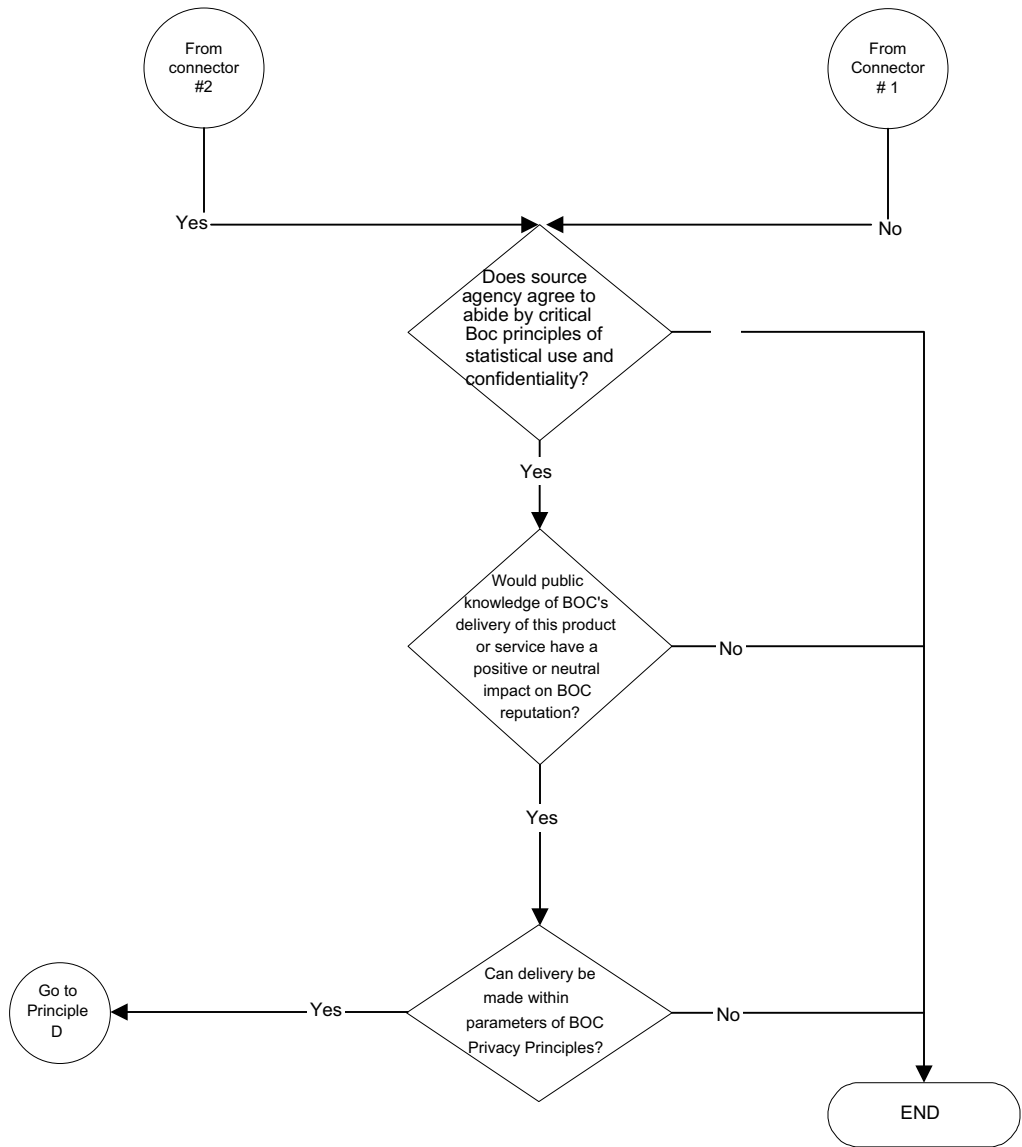 From
connector
#2
From
Connector
# 1
Yes
No
Does source
agency agree to
abide by critical
Boc principles of
statistical use and
confidentiality?
Yes
Would public
knowledge of BOC's
delivery of this product
or service have a
positive or neutral
impact on BOC
reputation?
No
Yes
Can delivery be
made within
parameters of BOC
Privacy Principles?
Yes
No
Go to
Principle
D
END